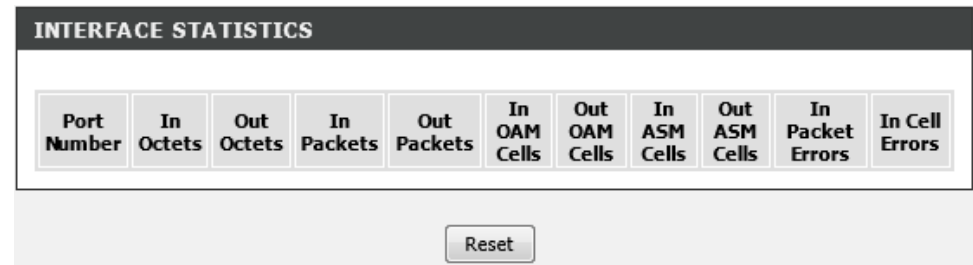 INTERFACE STATISTICS
Port Number In Octets Out Octets In Packets Out Packets In OAM Cells Out OAM Cells In ASM Cells Out ASM Cells In Packet Errors In Cell Errors
Reset